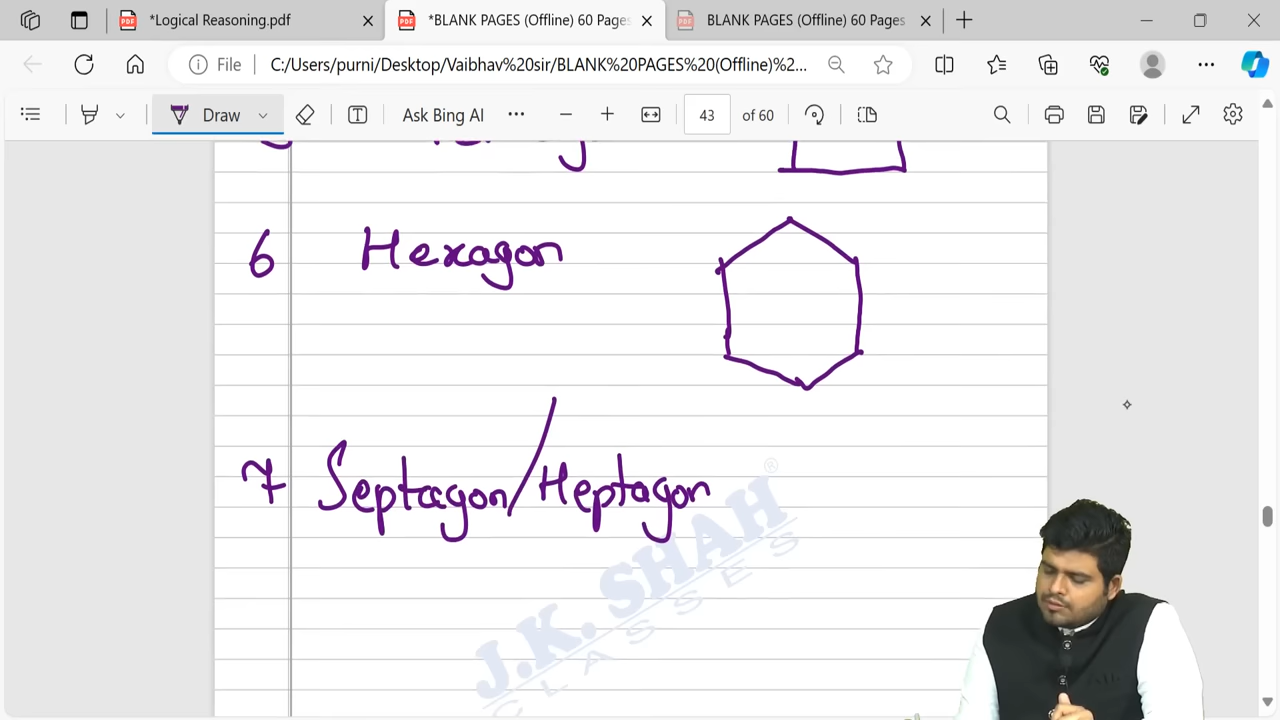 *Logical Reasoning.pdf
*BLANK PAGES (Offline) 60 Pages
BLANK PAGES (Offline) 60 Pages
File
C:/Users/purni/Desktop/Vaibhav%20sir/BLANK%20PAGES%20(Offline)%2...
Draw
Ask Bing AI
43 of 60
6 Hexagon
7 Septagon/Heptagon
J.K. SHAH®
CLASSES